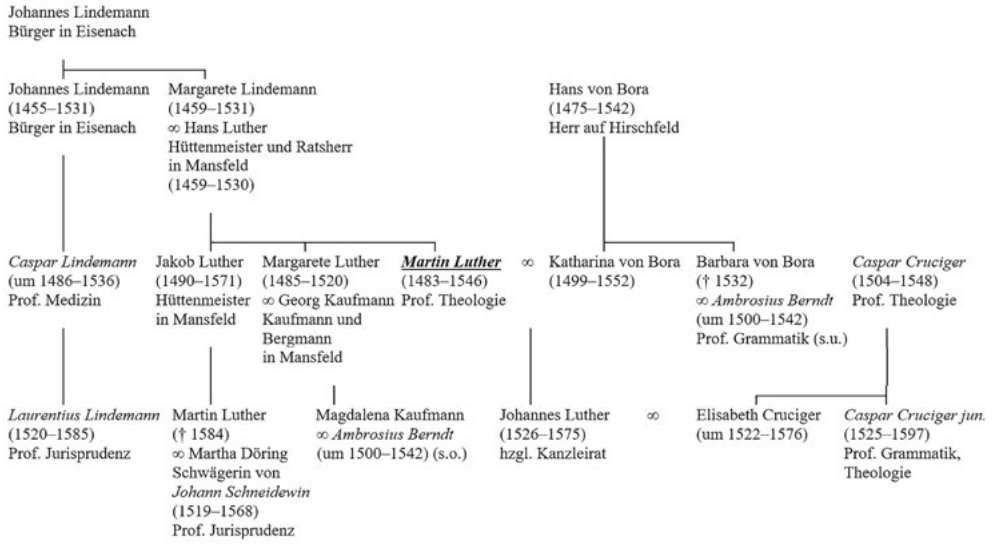 Johannes Lindemann
Bürger in Eisenach
Johannes Lindemann
(1455–1531)
Bürger in Eisenach
Margarete Lindemann
(1459–1531)
∞ Hans Luther
Hüttenmeister und Ratsherr
in Mansfeld
(1459–1530)
Hans von Bora
(1475–1542)
Herr auf Hirschfeld
Caspar Lindemann
(um 1486–1536)
Prof. Medizin
Jakob Luther
(1490–1571)
Hüttenmeister
in Mansfeld
Margarete Luther
(1485–1520)
∞ Georg Kaufmann
Kaufmann und
Bergmann
in Mansfeld
Martin Luther
(1483–1546)
Prof. Theologie
∞
Katharina von Bora
(1499–1552)
Barbara von Bora
(† 1532)
∞ Ambrosius Berndt
(um 1500–1542)
Prof. Grammatik (s.u.)
Caspar Cruciger
(1504–1548)
Prof. Theologie
Laurentius Lindemann
(1520–1585)
Prof. Jurisprudenz
Martin Luther
(† 1584)
∞ Martha Döring
Schwägerin von
Johann Schneidewin
(1519–1568)
Prof. Jurisprudenz
Magdalena Kaufmann
∞ Ambrosius Berndt
(um 1500–1542) (s.o.)
Johannes Luther
(1526–1575)
hzgl. Kanzleirat
∞
Elisabeth Cruciger
(um 1522–1576)
Caspar Cruciger jun.
(1525–1597)
Prof. Grammatik,
Theologie